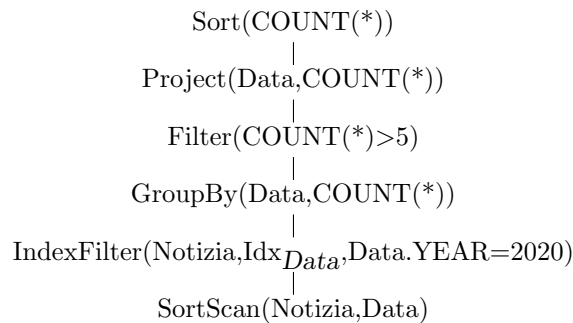 Sort(COUNT(*))
Project(Data,COUNT(*))
Filter(COUNT(*)>5)
GroupBy(Data,COUNT(*))
IndexFilter(Notizia,Idx_Data,Data.YEAR=2020)
SortScan(Notizia,Data)